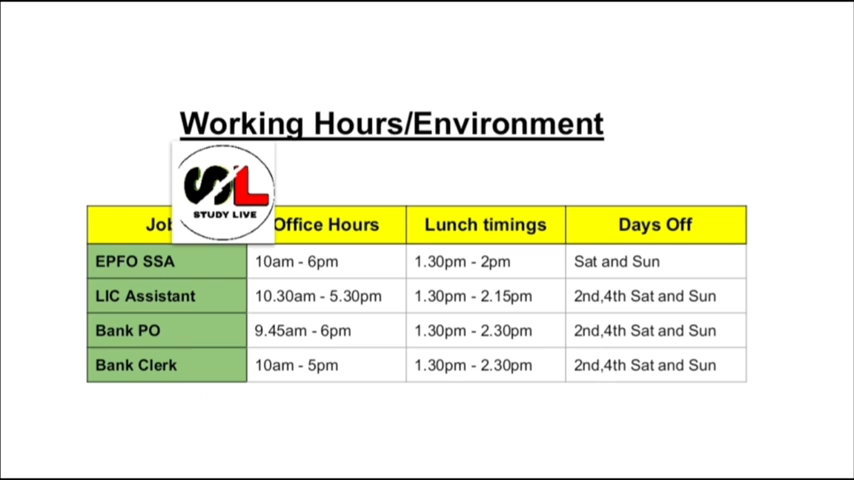 Working Hours/Environment
SL
STUDY LIVE
Office Hours Lunch timings Days Off
EPFO SSA 10am - 6pm 1.30pm - 2pm Sat and Sun
LIC Assistant 10.30am - 5.30pm 1.30pm - 2.15pm 2nd,4th Sat and Sun
Bank PO 9.45am - 6pm 1.30pm - 2.30pm 2nd,4th Sat and Sun
Bank Clerk 10am - 5pm 1.30pm - 2.30pm 2nd,4th Sat and Sun